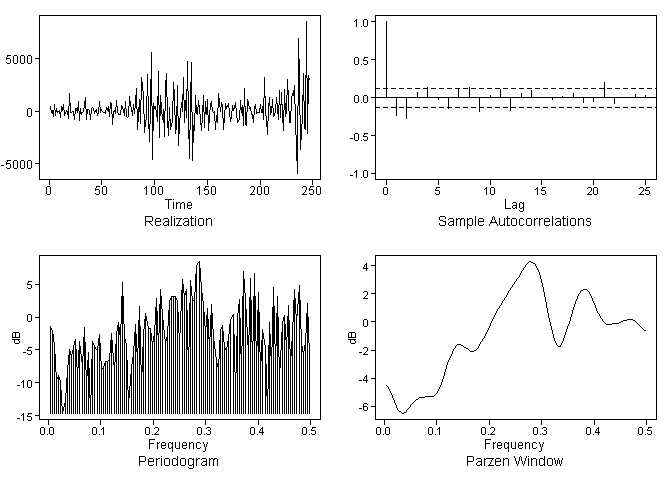 5000
0
-5000
0 50 100 150 200 250
Time
Realization
1.0
0.5
0.0
-0.5
-1.0
0 5 10 15 20 25
Lag
Sample Autocorrelations
5
0
-5
-10
-15
dB
0.0 0.1 0.2 0.3 0.4 0.5
Frequency
Periodogram
4
2
0
-2
-4
-6
dB
0.0 0.1 0.2 0.3 0.4 0.5
Frequency
Parzen Window